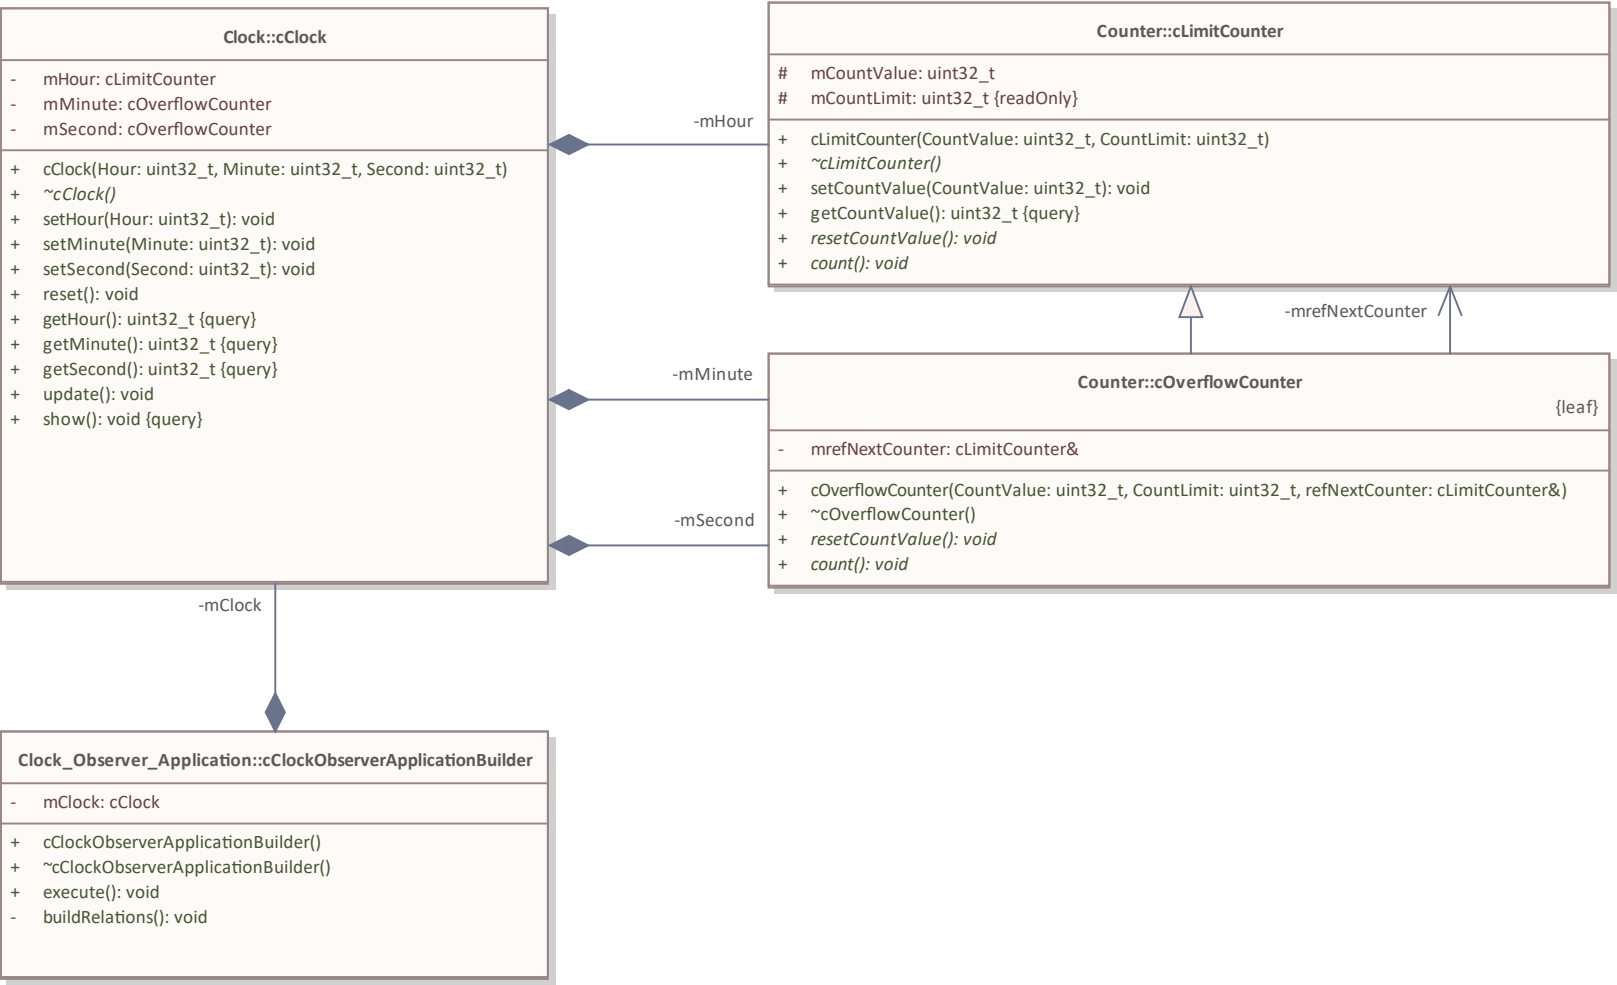 Clock::cClock
- mHour: cLimitCounter
- mMinute: cOverflowCounter
- mSecond: cOverflowCounter
+ cClock(Hour: uint32_t, Minute: uint32_t, Second: uint32_t)
+ ~cClock()
+ setHour(Hour: uint32_t): void
+ setMinute(Minute: uint32_t): void
+ setSecond(Second: uint32_t): void
+ reset(): void
+ getHour(): uint32_t {query}
+ getMinute(): uint32_t {query}
+ getSecond(): uint32_t {query}
+ update(): void
+ show(): void {query}
-mHour
-mMinute
-mSecond
Counter::cLimitCounter
# mCountValue: uint32_t
# mCountLimit: uint32_t {readOnly}
+ cLimitCounter(CountValue: uint32_t, CountLimit: uint32_t)
+ ~cLimitCounter()
+ setCountValue(CountValue: uint32_t): void
+ getCountValue(): uint32_t {query}
+ resetCountValue(): void
+ count(): void
-mrefNextCounter
Counter::cOverflowCounter
{leaf}
- mrefNextCounter: cLimitCounter&
+ cOverflowCounter(CountValue: uint32_t, CountLimit: uint32_t, refNextCounter: cLimitCounter&)
+ ~cOverflowCounter()
+ resetCountValue(): void
+ count(): void
-mClock
Clock_Observer_Application::cClockObserverApplicationBuilder
- mClock: cClock
+ cClockObserverApplicationBuilder()
+ ~cClockObserverApplicationBuilder()
+ execute(): void
- buildRelations(): void